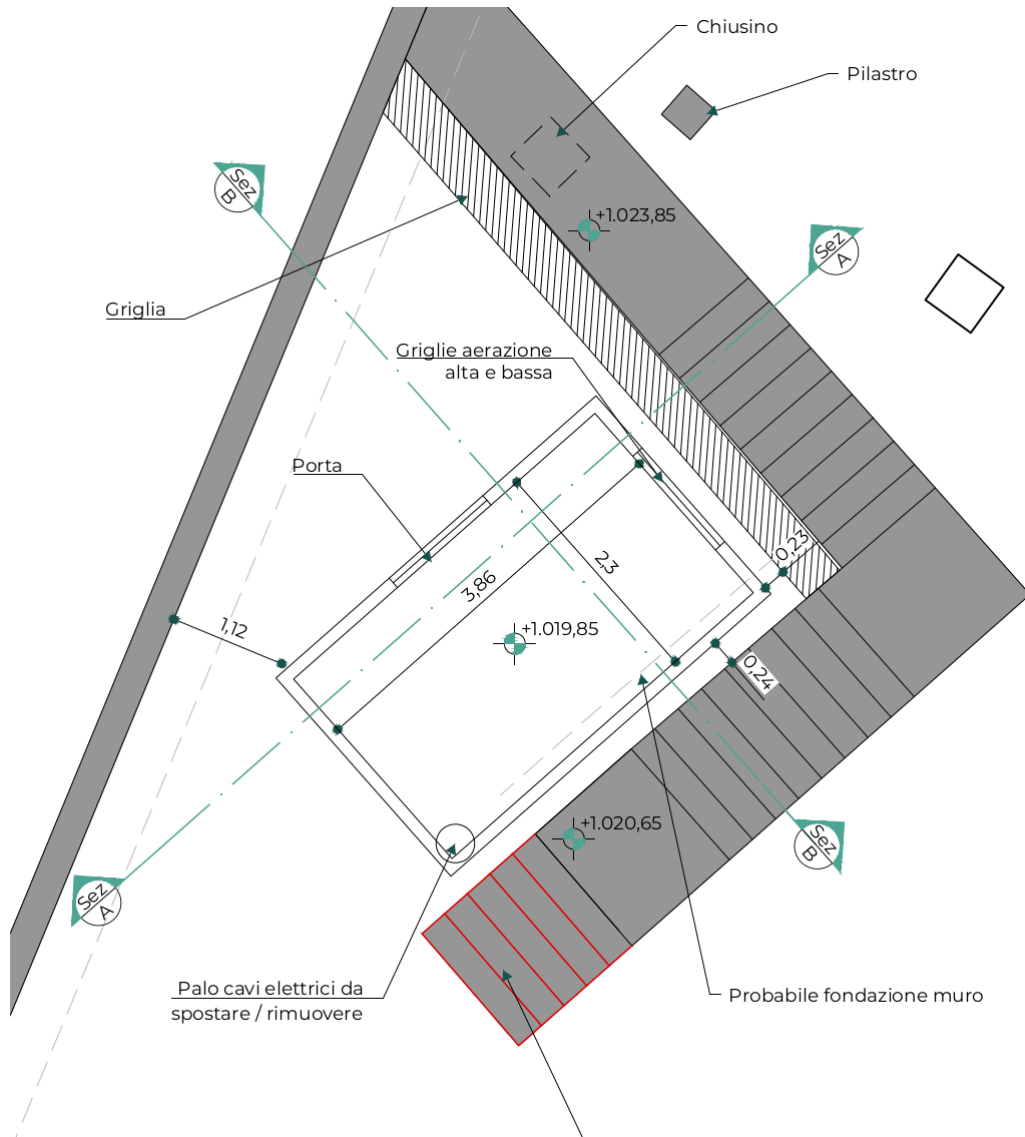 Chiusino
Pilastro
Sez
B
+1.023,85
Sez
A
Griglia
Griglie aerazione
alta e bassa
Porta
0,23
2,3
3,86
1,12
+1.019,85
0,24
+1.020,65
Sez
B
Sez
A
Palo cavi elettrici da
spostare / rimuovere
Probabile fondazione muro